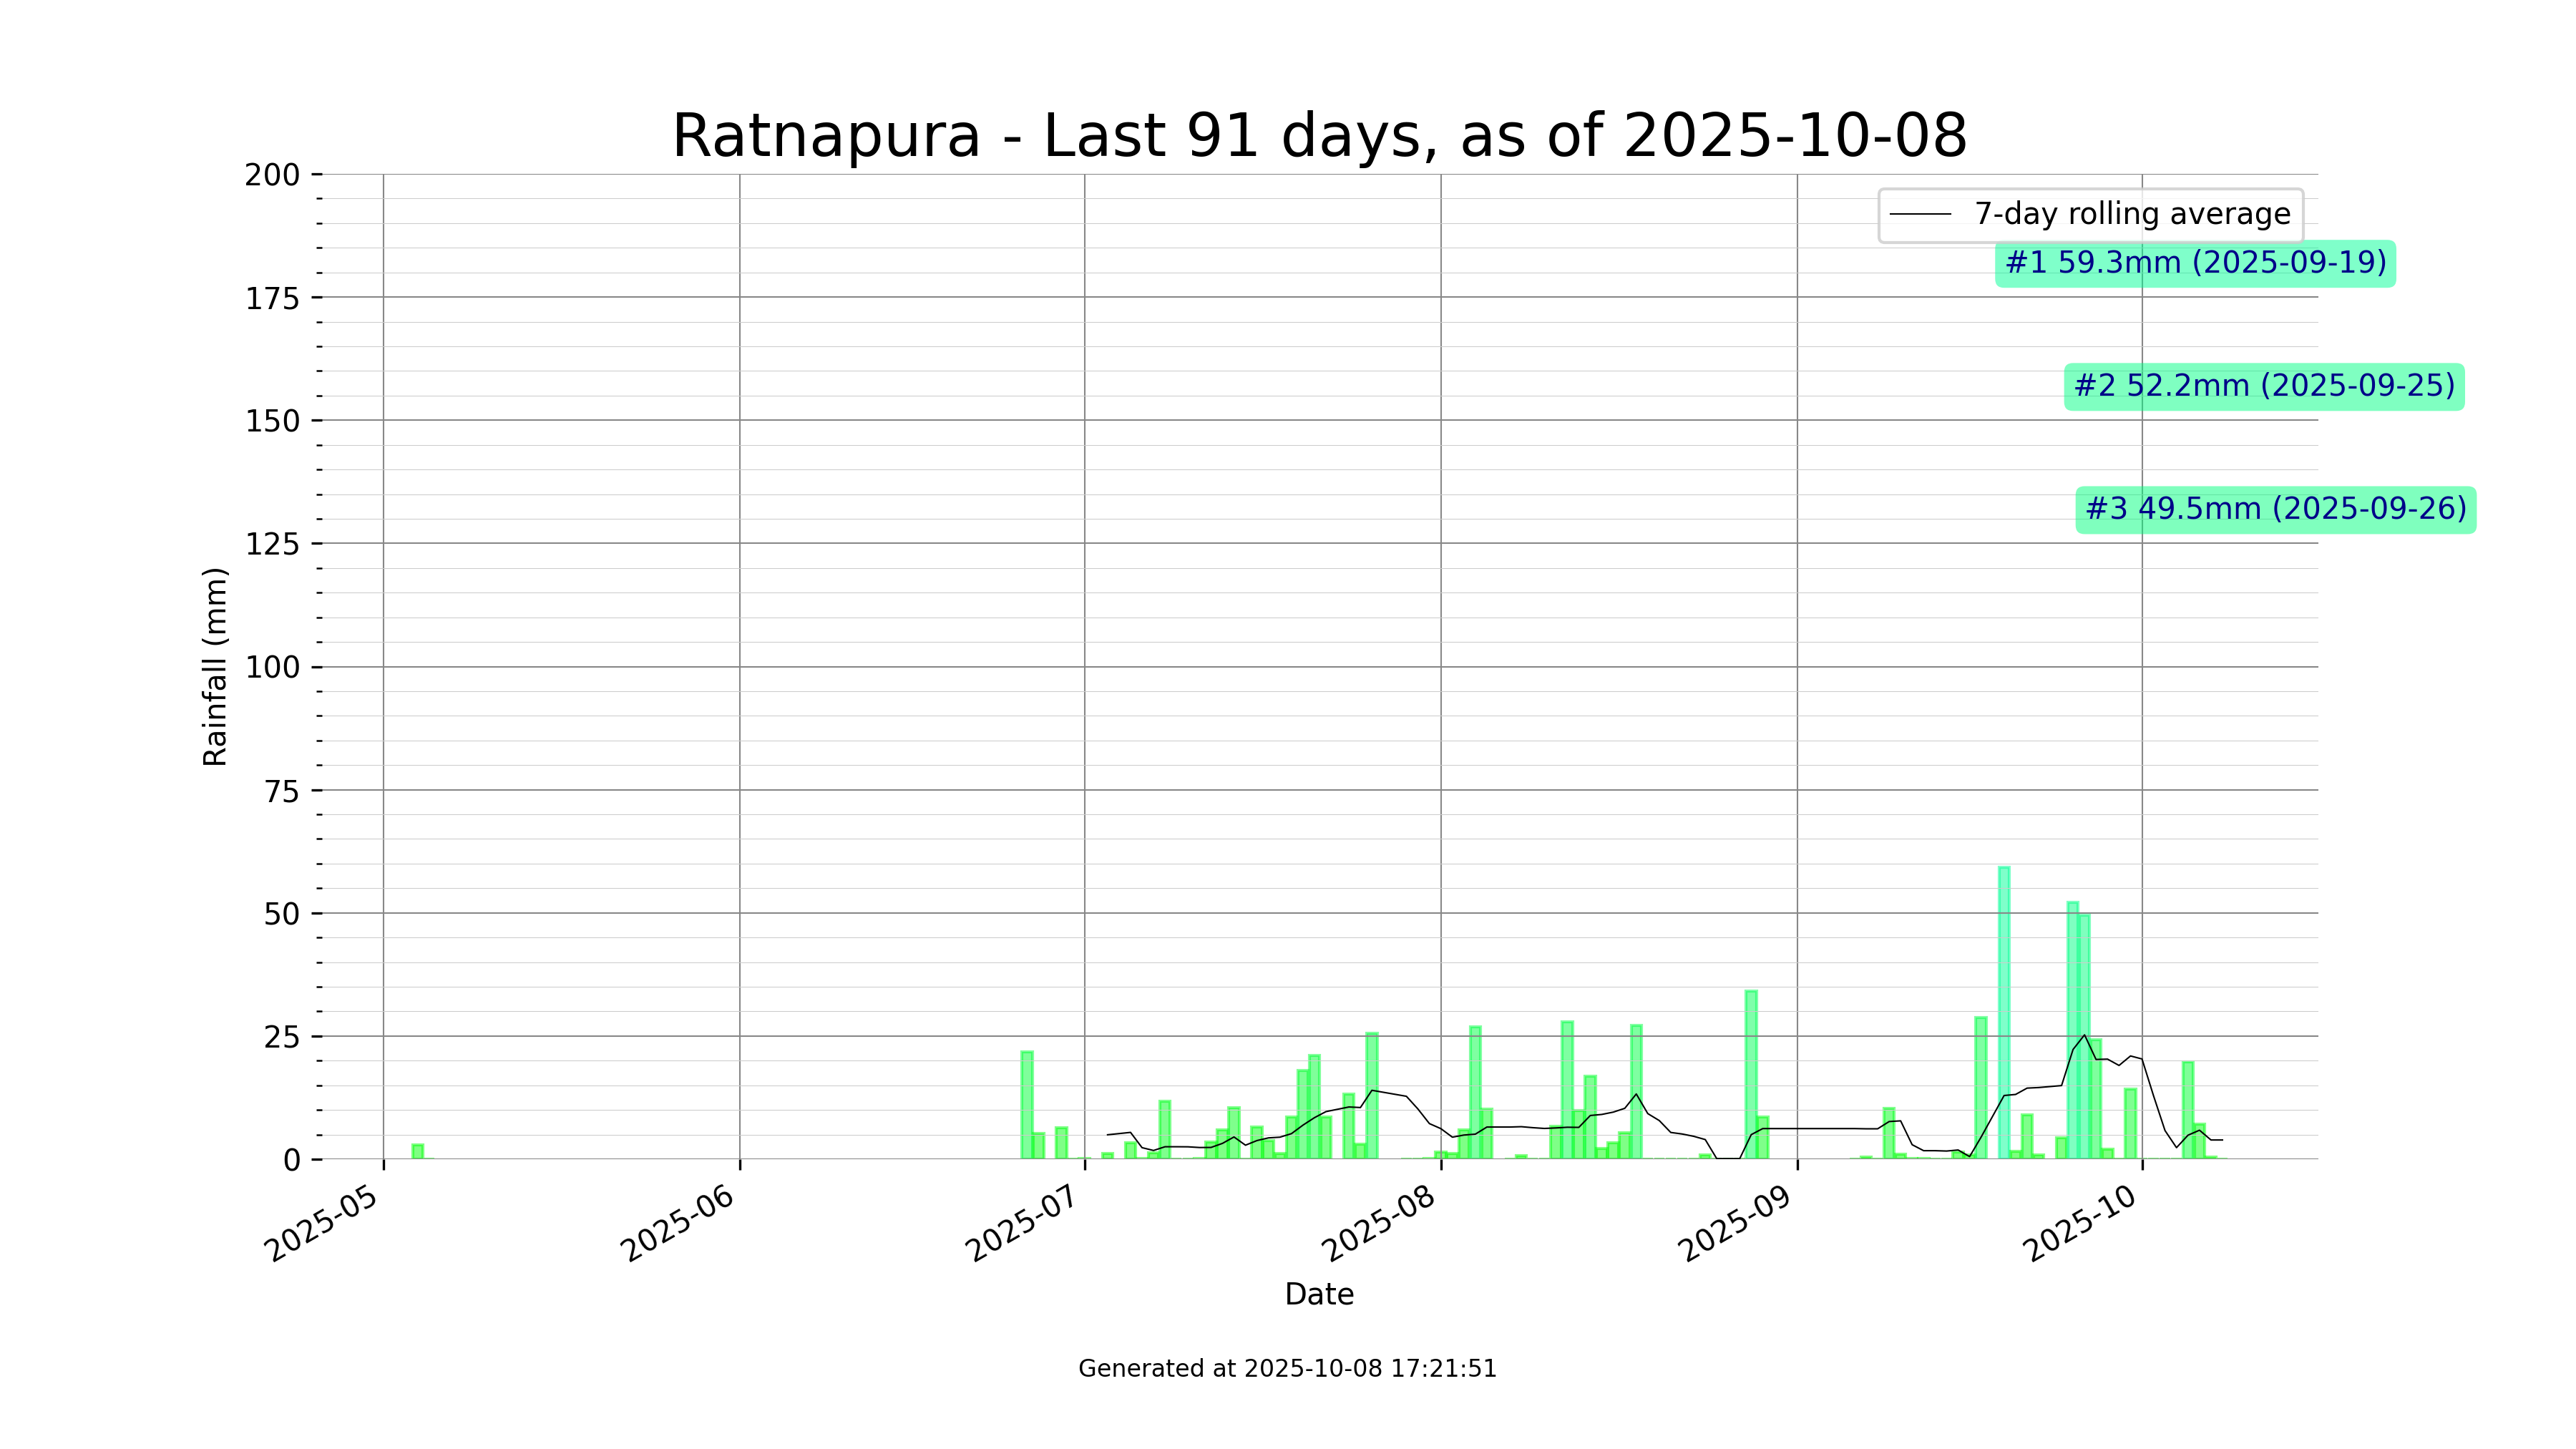 Ratnapura - Last 91 days, as of 2025-10-08
200
175
150
125
100
75
50
25
0
Rainfall (mm)
7-day rolling average
#1 59.3mm (2025-09-19)
#2 52.2mm (2025-09-25)
#3 49.5mm (2025-09-26)
2025-05
2025-06
2025-07
2025-08
2025-09
2025-10
Date
Generated at 2025-10-08 17:21:51